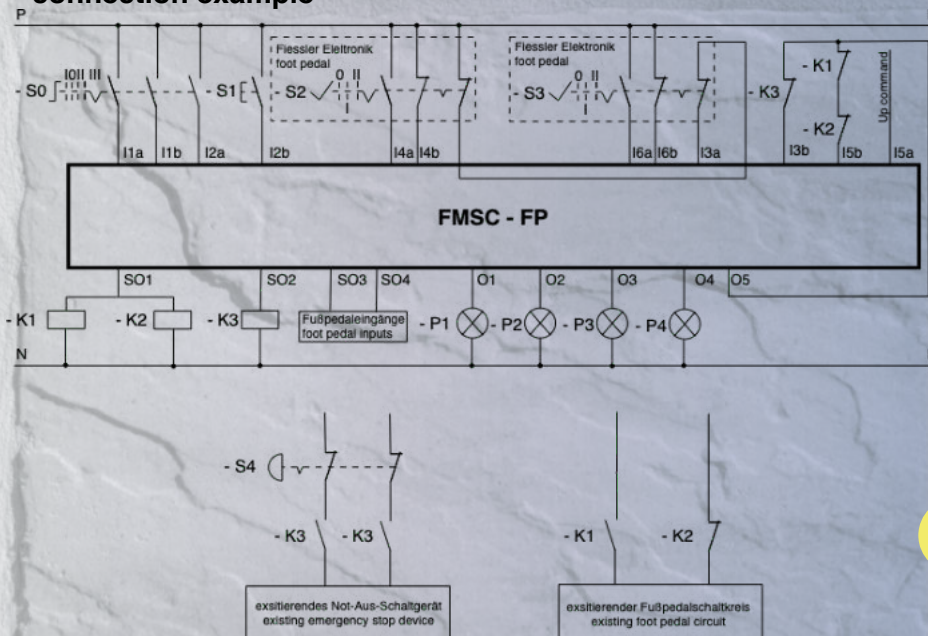 connection example
P
Fiessler Eleltronik
foot pedal
Fiessler Elektronik
foot pedal
- S0
I0II III
- S1
- S2
0 II
I
- S3
0 II
I
- K3
- K1
- K2
Up command
I1a
I1b
I2a
I2b
I4a
I4b
I6a
I6b
I3a
I3b
I5b
I5a
FMSC - FP
SO1
SO2
SO3
SO4
O1
O2
O3
O4
O5
- K1
- K2
- K3
Fußpedaleingänge
foot pedal inputs
- P1
- P2
- P3
- P4
N
- S4
- K3
- K3
- K1
- K2
exsitierendes Not-Aus-Schaltgerät
existing emergency stop device
exsitierender Fußpedalschaltkreis
existing foot pedal circuit